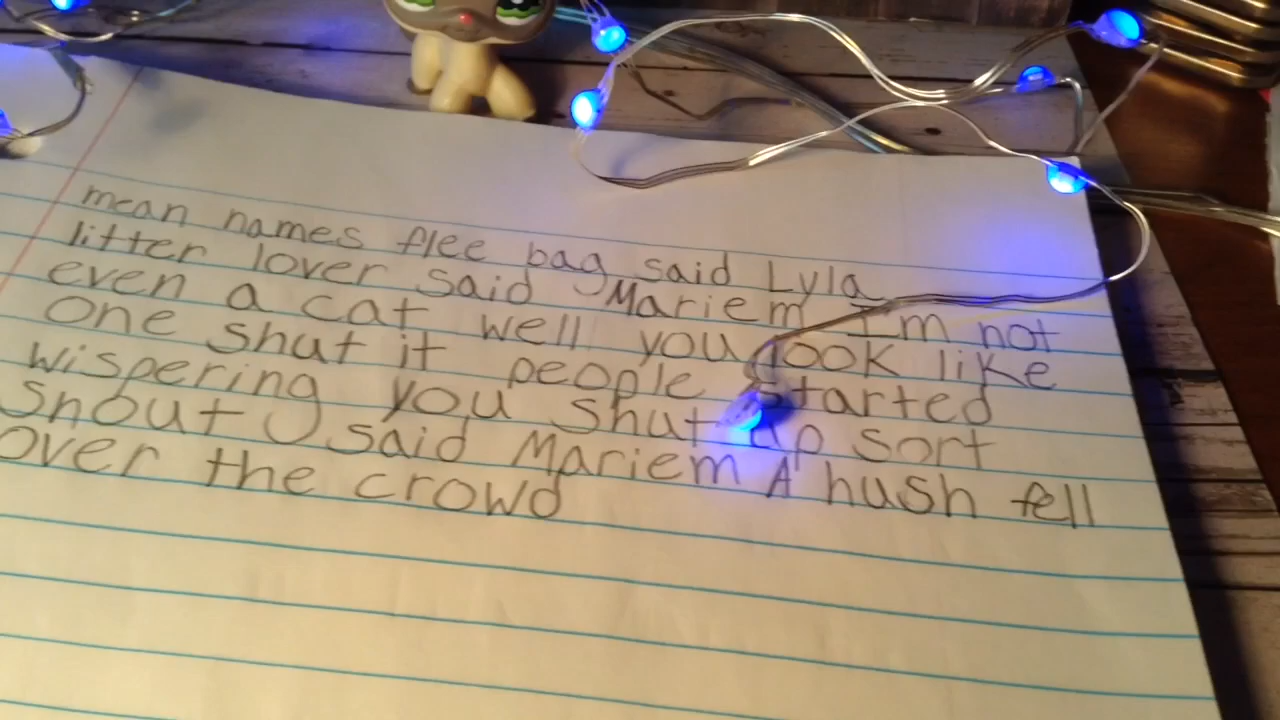 mean names flee bag said Lyla
litter lover said Mariem I'm not
even a cat well you look like
one shut it people started
wispering you shut up sort
snout said Mariem A hush fell
over the crowd